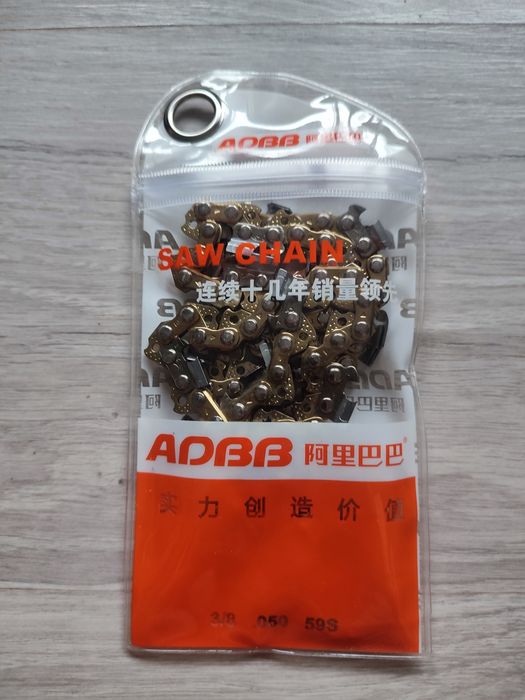 ADBB 阿里巴巴
SAW CHAIN
连续十几年销量领先
ADBB 阿里巴巴®
实力创造价值
3/8 .050 59S